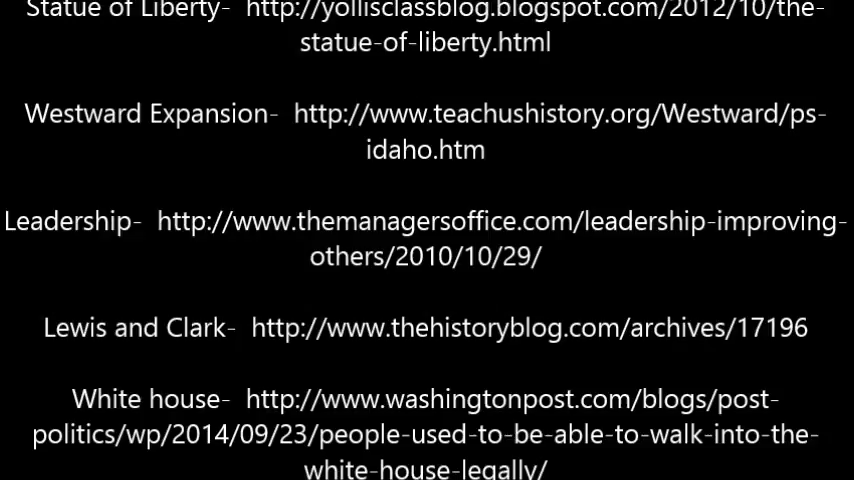 Statue of Liberty-  http://yollisclassblog.blogspot.com/2012/10/the-
statue-of-liberty.html
Westward Expansion-  http://www.teachushistory.org/Westward/ps-
idaho.htm
Leadership-  http://www.themanagersoffice.com/leadership-improving-
others/2010/10/29/
Lewis and Clark-  http://www.thehistoryblog.com/archives/17196
White house-  http://www.washingtonpost.com/blogs/post-
politics/wp/2014/09/23/people-used-to-be-able-to-walk-into-the-
white-house-legally/